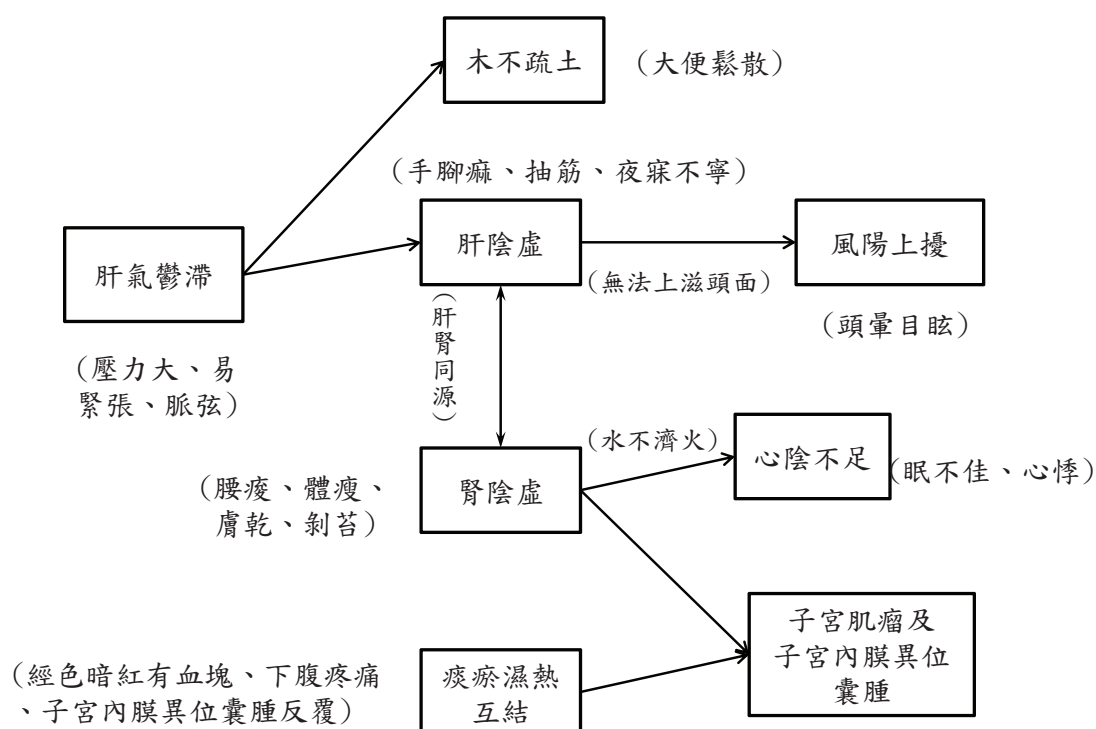 木不疏土
（大便鬆散）
（手腳痲、抽筋、夜寐不寧）
肝氣鬱滯
肝陰虛
風陽上擾
（無法上滋頭面）
（頭暈目眩）
（肝腎同源）
（壓力大、易
緊張、脈弦）
（水不濟火）
心陰不足
（眠不佳、心悸）
（腰痠、體瘦、
膚乾、剝苔）
腎陰虛
子宮肌瘤及
子宮內膜異位
囊腫
（經色暗紅有血塊、下腹疼痛
、子宮內膜異位囊腫反覆）
痰瘀濕熱
互結